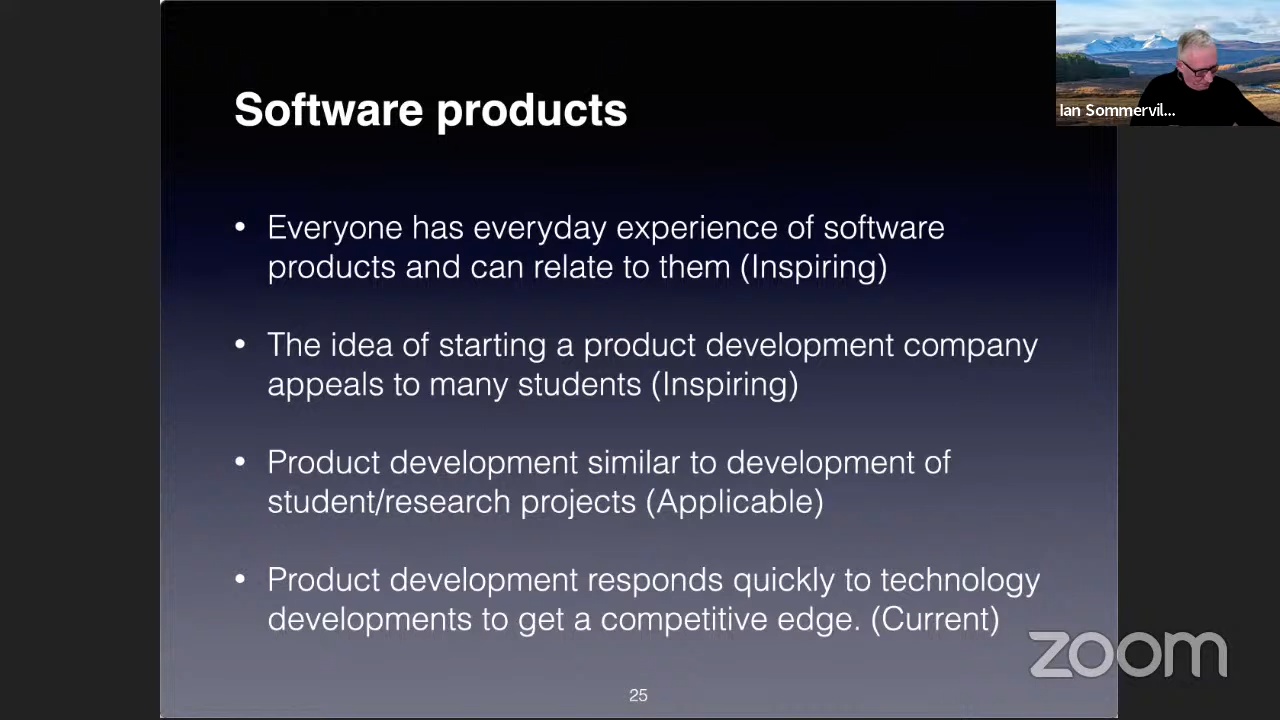 Software products
Ian Sommervil...
• Everyone has everyday experience of software
products and can relate to them (Inspiring)
• The idea of starting a product development company
appeals to many students (Inspiring)
• Product development similar to development of
student/research projects (Applicable)
• Product development responds quickly to technology
developments to get a competitive edge. (Current)
zoom
25